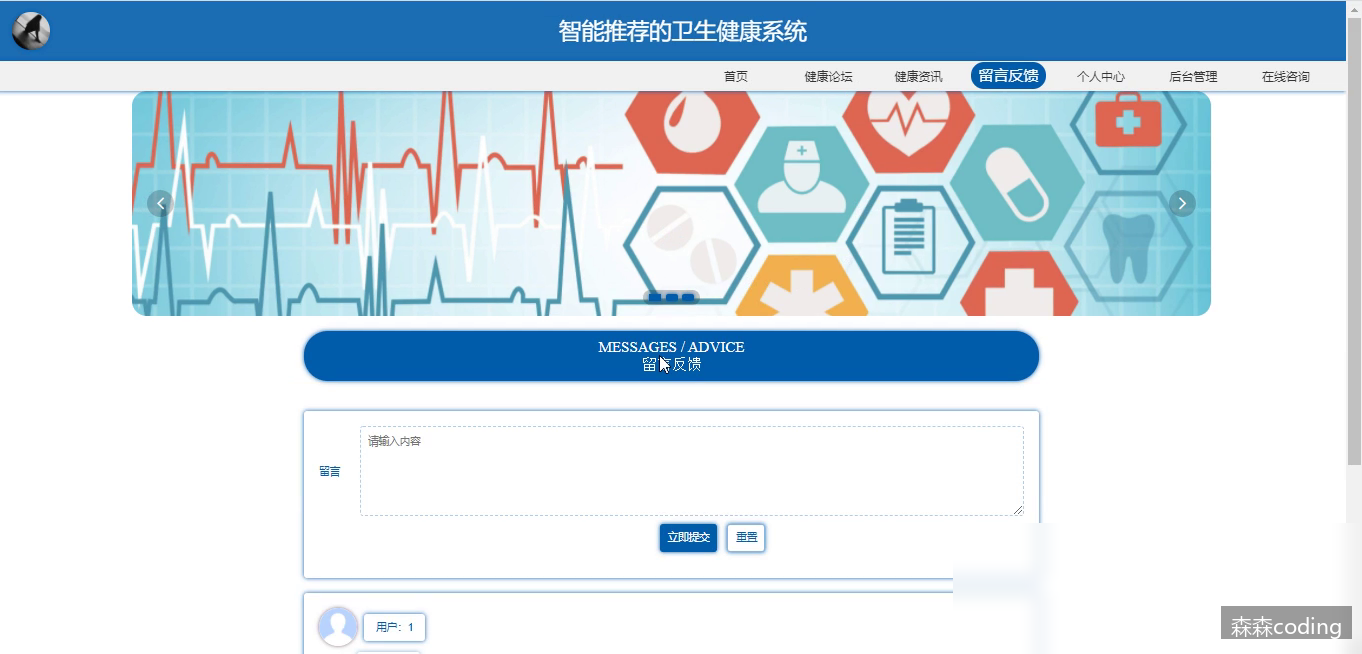 智能推荐的卫生健康系统
首页 健康论坛 健康资讯 留言反馈 个人中心 后台管理 在线咨询
MESSAGES / ADVICE
留言反馈
请输入内容
留言
立即提交 重置
用户：1
森森coding